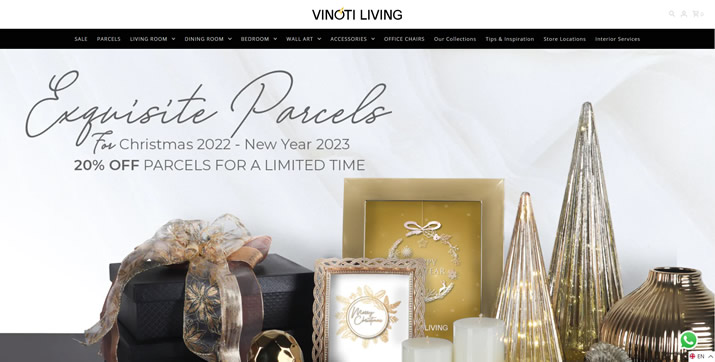 VINOTI LIVING
0
SALE PARCELS LIVING ROOM DINING ROOM BEDROOM WALL ART ACCESSORIES OFFICE CHAIRS Our Collections Tips & Inspiration Store Locations Interior Services
Exquisite Parcels
For Christmas 2022 - New Year 2023
20% OFF PARCELS FOR A LIMITED TIME
Merry
Christmas
LIVING
EN